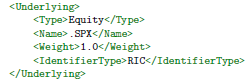 <Underlying>
<Type>Equity</Type>
<Name>.SPX</Name>
<Weight>1.0</Weight>
<IdentifierType>RIC</IdentifierType>
</Underlying>